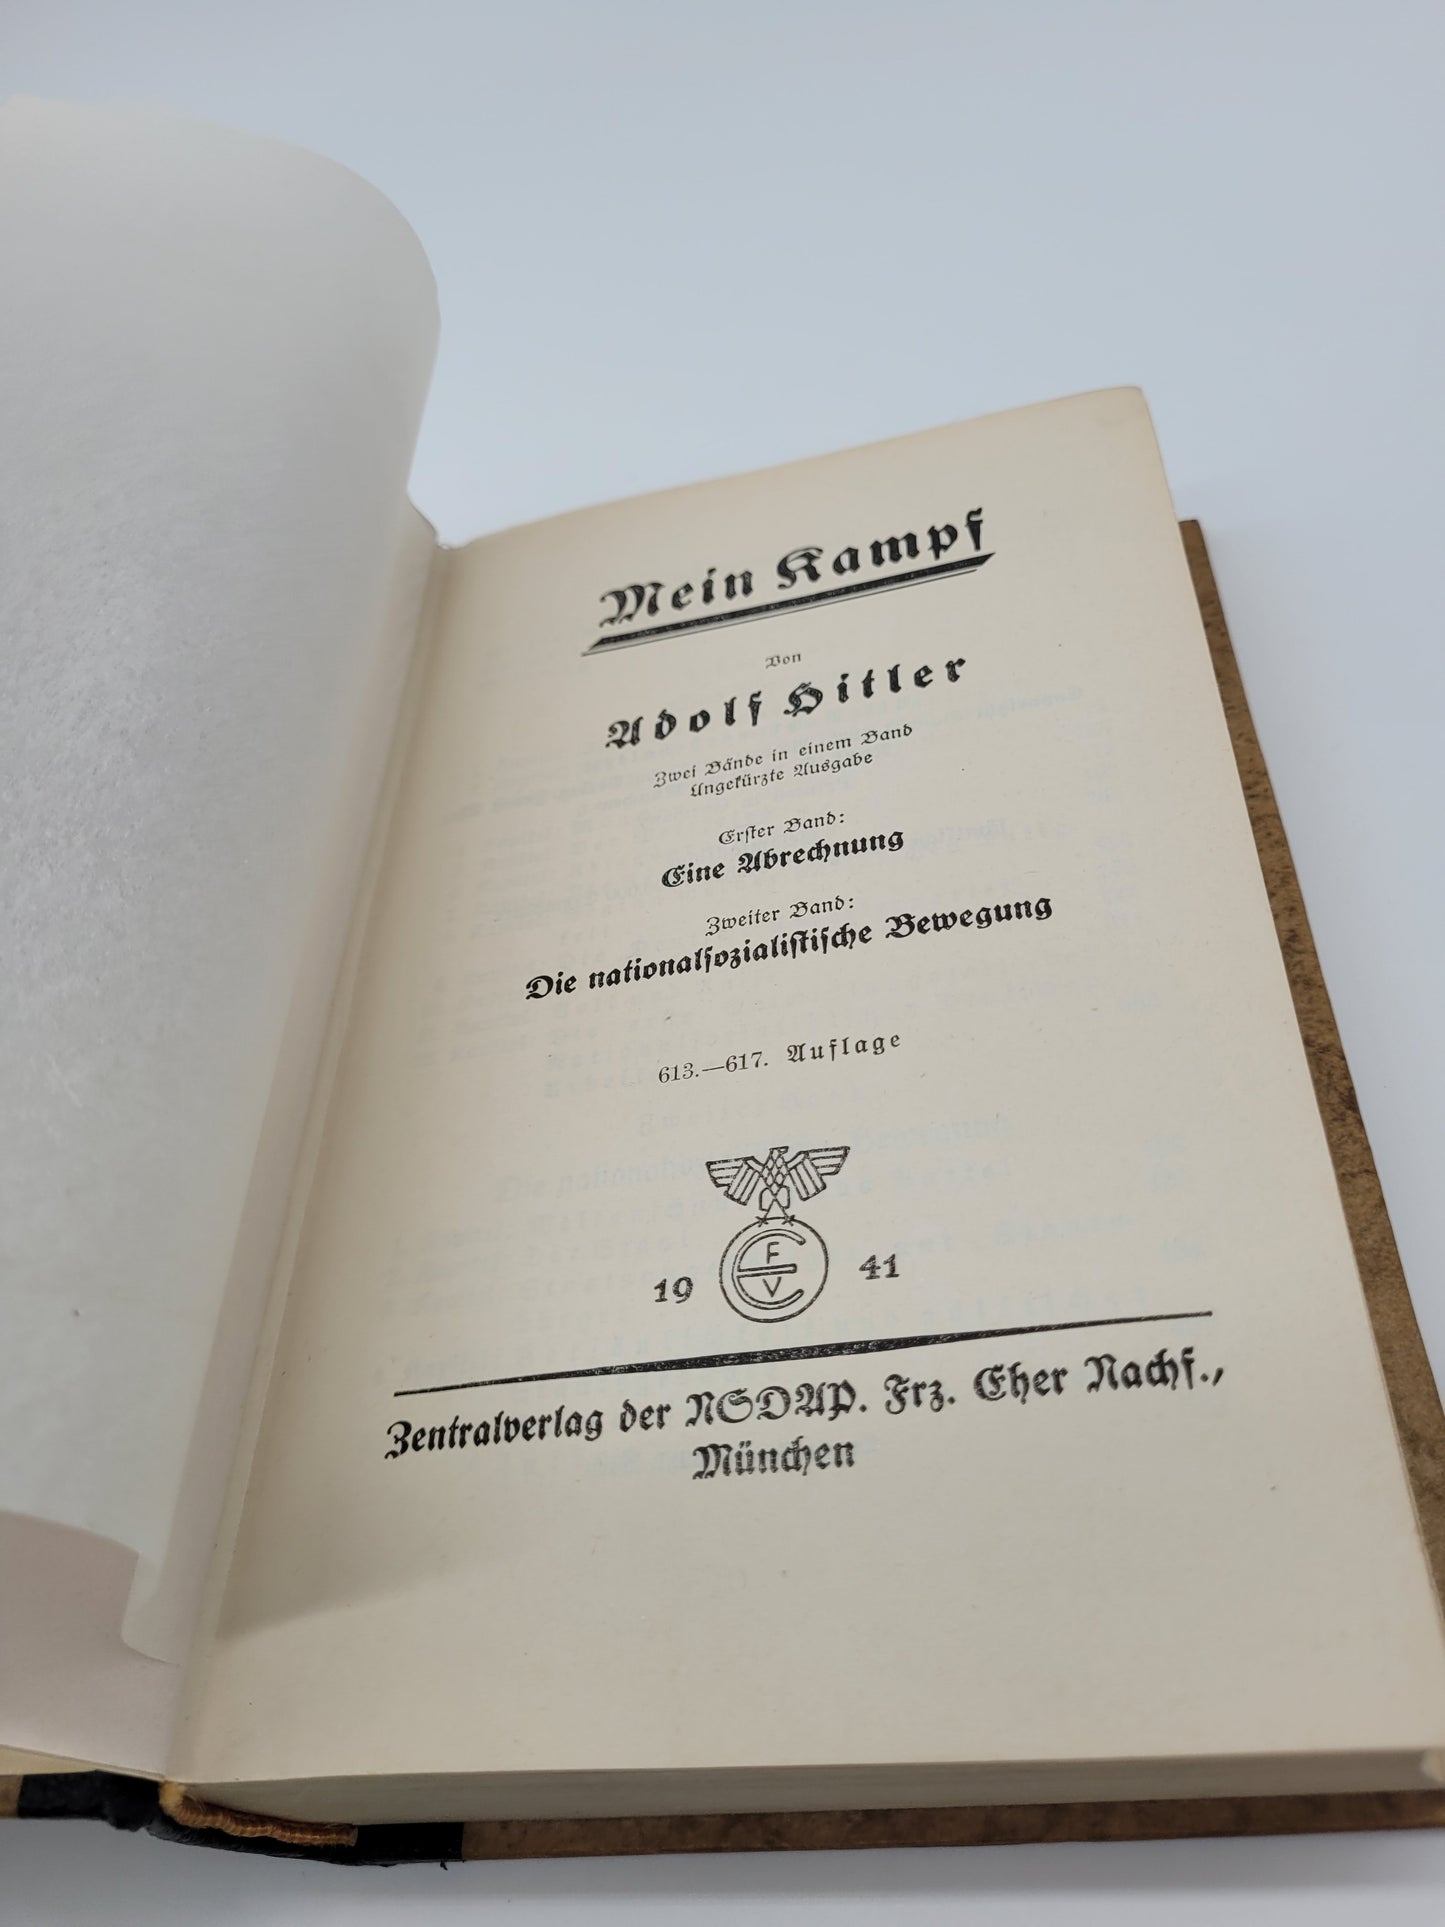 Mein Kampf
Von
Adolf Hitler
Zwei Bände in einem Band
Ungekürzte Ausgabe
Erster Band:
Eine Abrechnung
Zweiter Band:
Die nationalsozialistische Bewegung
613.—617. Auflage
F
V
19 41
Zentralverlag der NSDAP. Frz. Eher Nachf.,
München